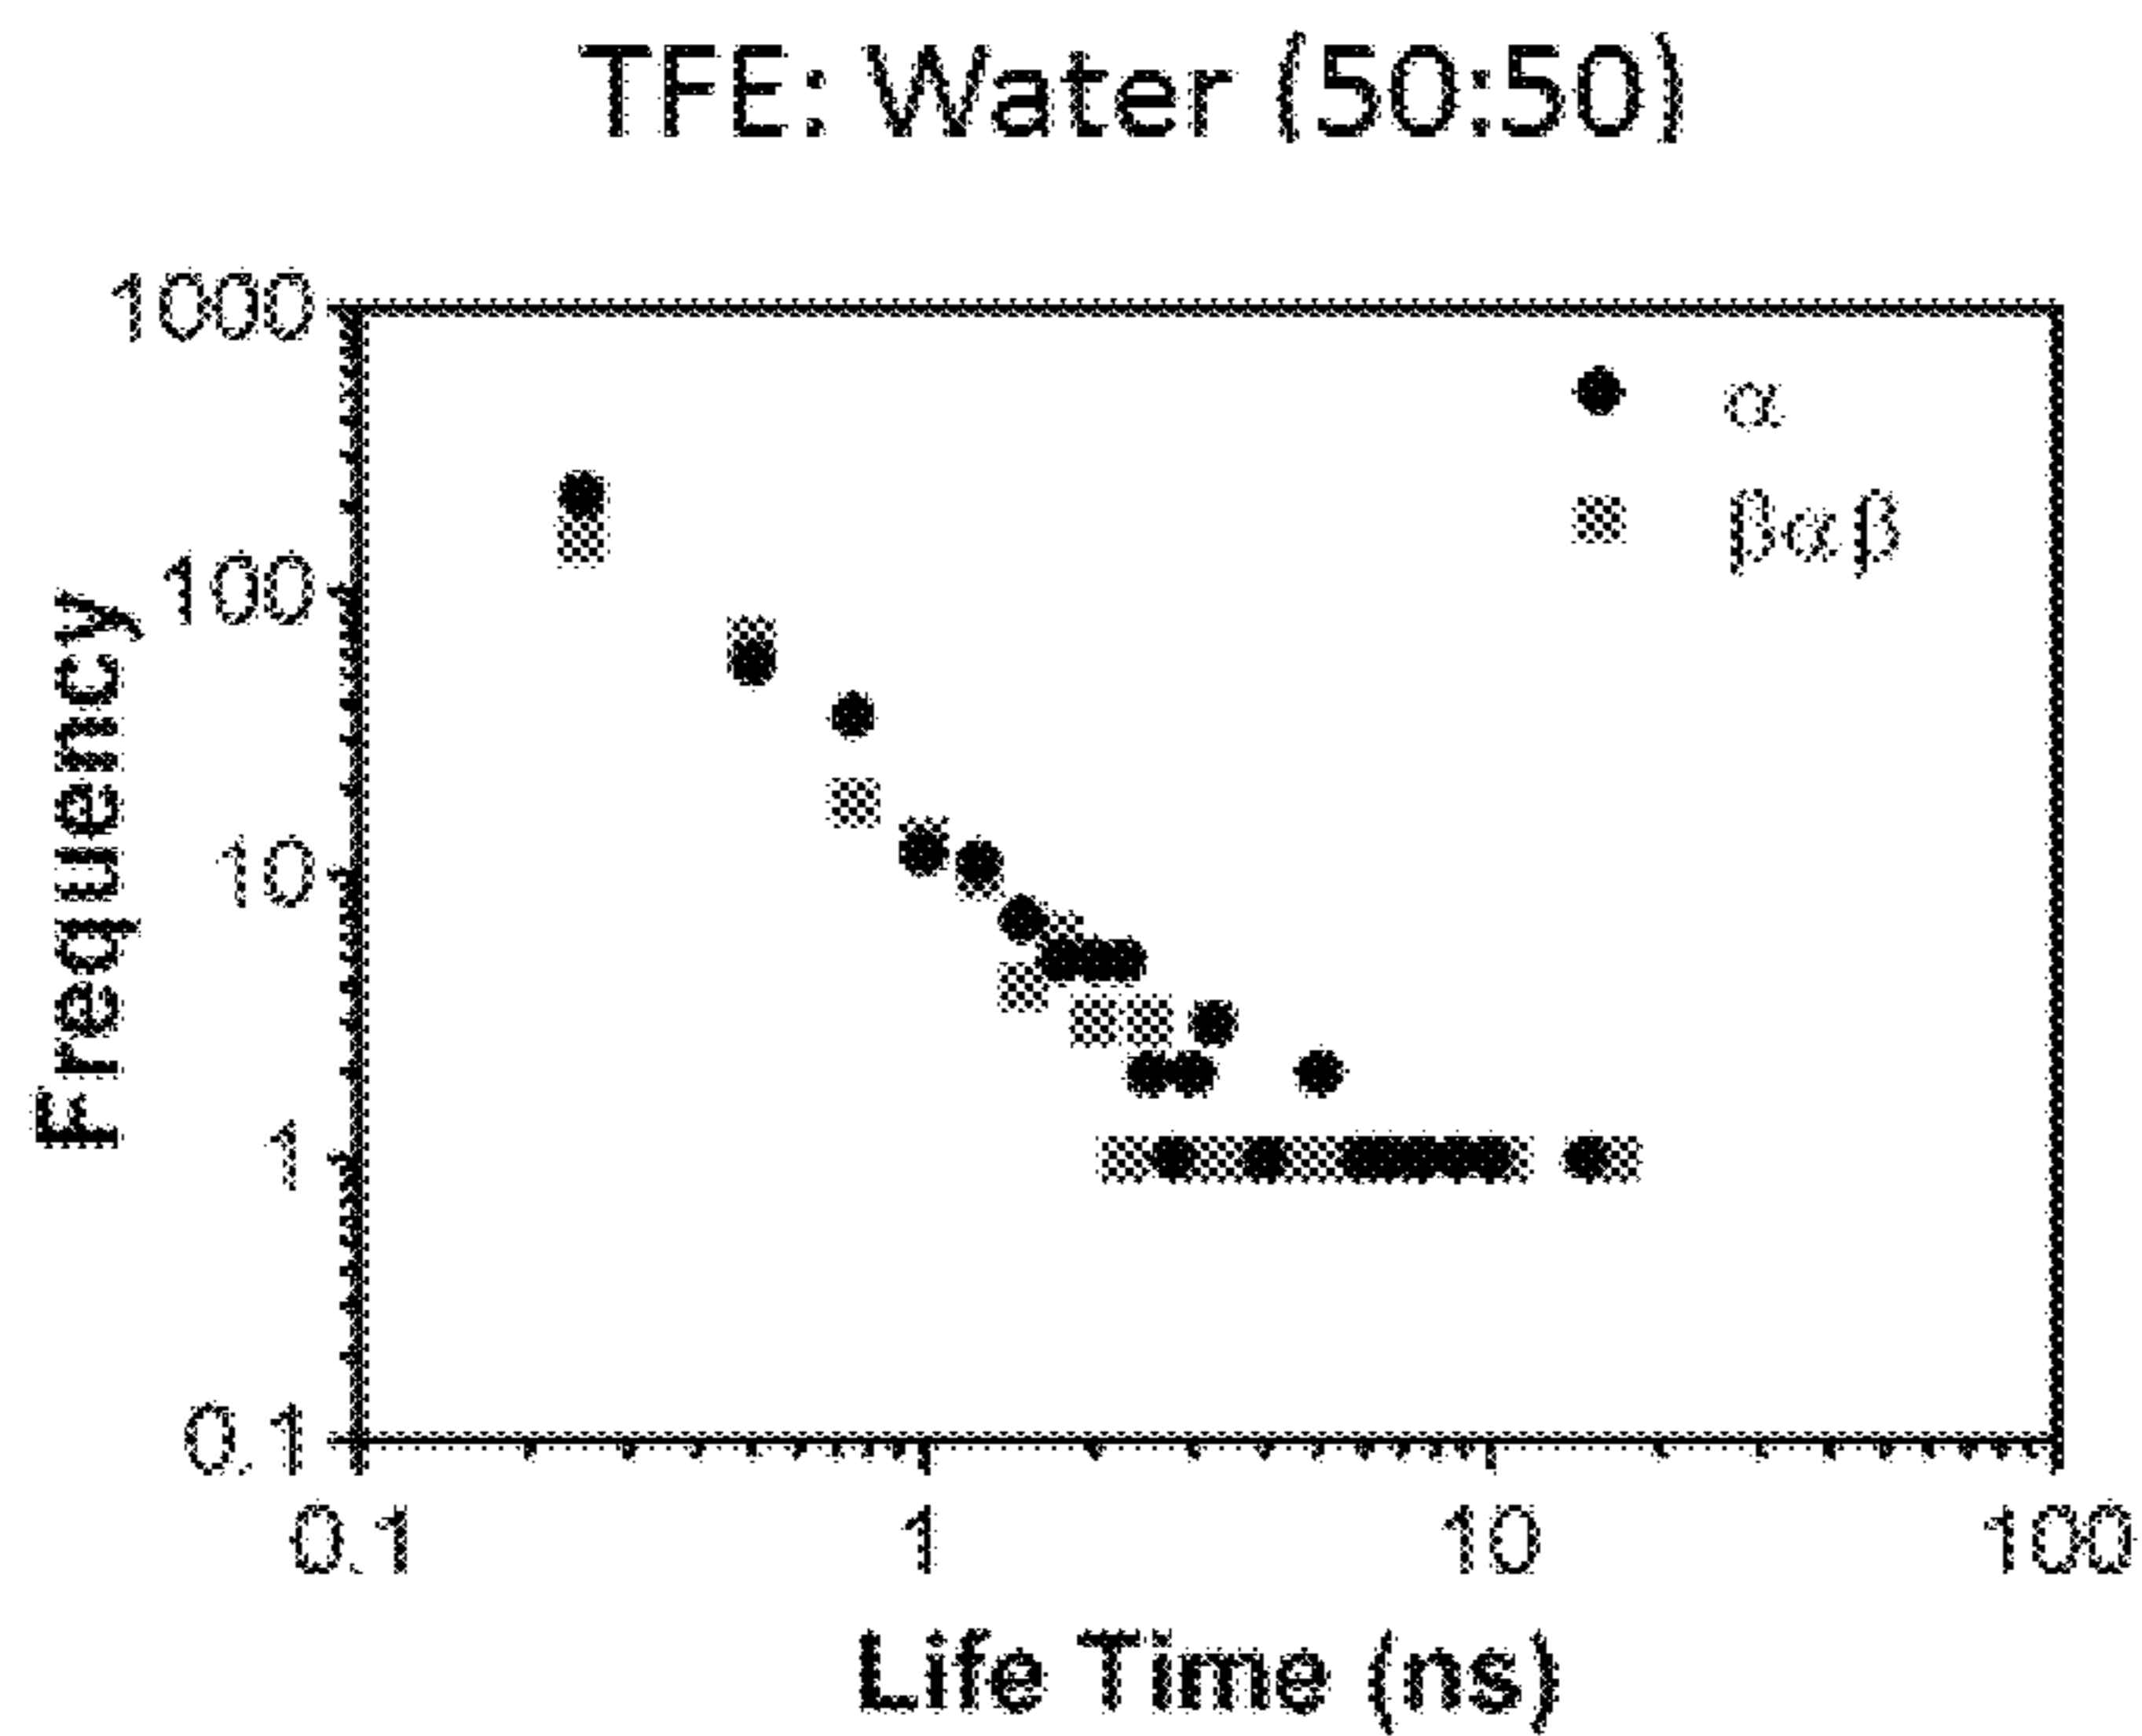 TFE: Water (50:50)
1000
100
10
1
0.1
Frequency
α
βαβ
0.1
1
10
100
Life Time (ns)